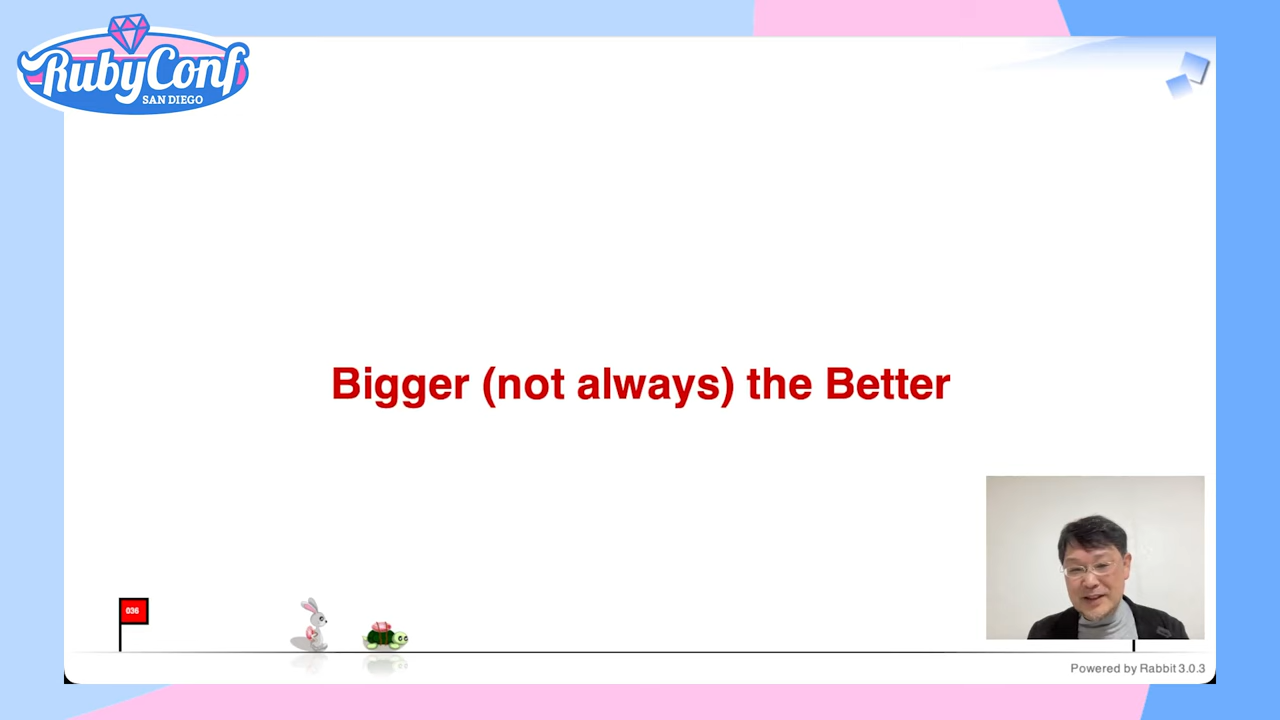 RubyConf
SAN DIEGO
Bigger (not always) the Better
036
Powered by Rabbit 3.0.3